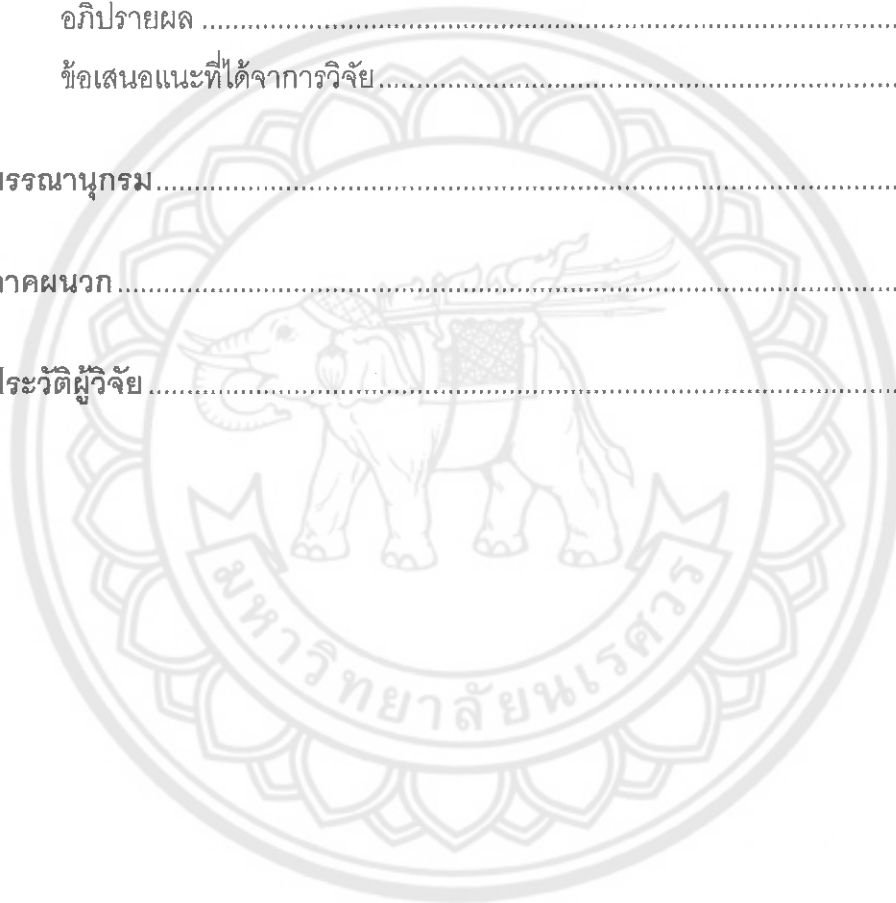 อภิปรายผล ........................................................................
ข้อเสนอแนะที่ได้จาการวิจัย ........................................................................
บรรณานุกรม ........................................................................
ภาคผนวก ........................................................................
ประวัติผู้วิจัย ........................................................................
มหาวิทยาลัยนเรศวร